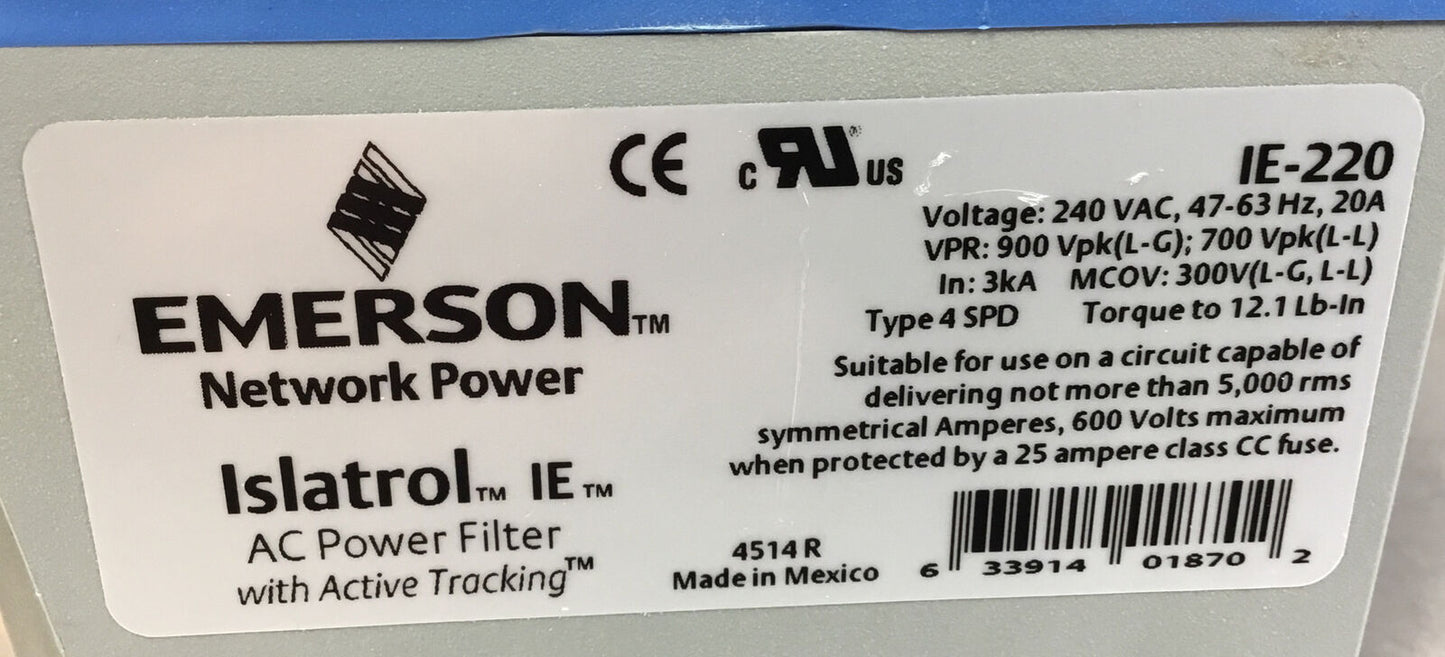 CE
c RU ® US
IE-220
EMERSON™
Network Power
Islatrol™ IE™
AC Power Filter
with Active Tracking™
Voltage: 240 VAC, 47-63 Hz, 20A
VPR: 900 Vpk(L-G); 700 Vpk(L-L)
In: 3kA MCOV: 300V(L-G, L-L)
Type 4 SPD Torque to 12.1 Lb-In
Suitable for use on a circuit capable of
delivering not more than 5,000 rms
symmetrical Amperes, 600 Volts maximum
when protected by a 25 ampere class CC fuse.
4514 R
Made in Mexico
6 33914 01870 2